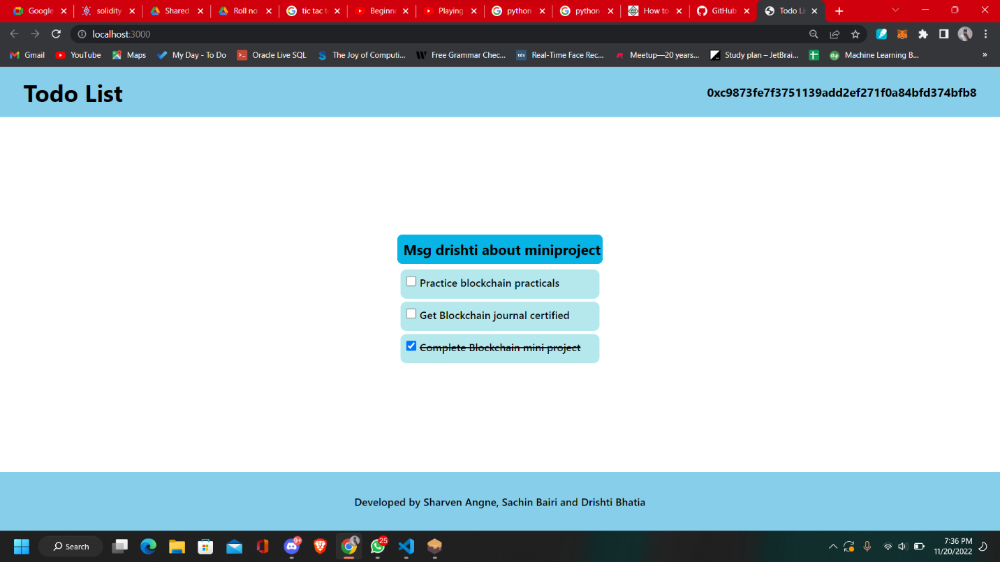 Google
solidity
Shared
Roll no
tic tac t
Beginn
Playing
python
python
How to
GitHub
Todo Li
localhost:3000
Gmail
YouTube
Maps
My Day - To Do
Oracle Live SQL
The Joy of Computi...
Free Grammar Chec...
tds
Real-Time Face Rec...
Meetup—20 years...
Study plan – JetBrai...
Machine Learning B...
»
Todo List
0xc9873fe7f3751139add2ef271f0a84bfd374bfb8
Msg drishti about miniproject
Practice blockchain practicals
Get Blockchain journal certified
Complete Blockchain mini project
Developed by Sharven Angne, Sachin Bairi and Drishti Bhatia
Search
9+
25
7:36 PM
11/20/2022